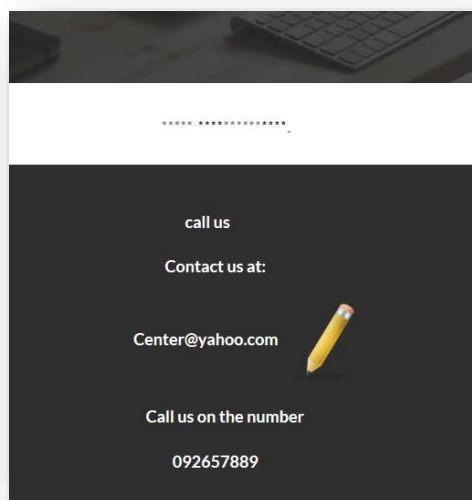 ***** **************.
call us
Contact us at:
Center@yahoo.com
Call us on the number
092657889